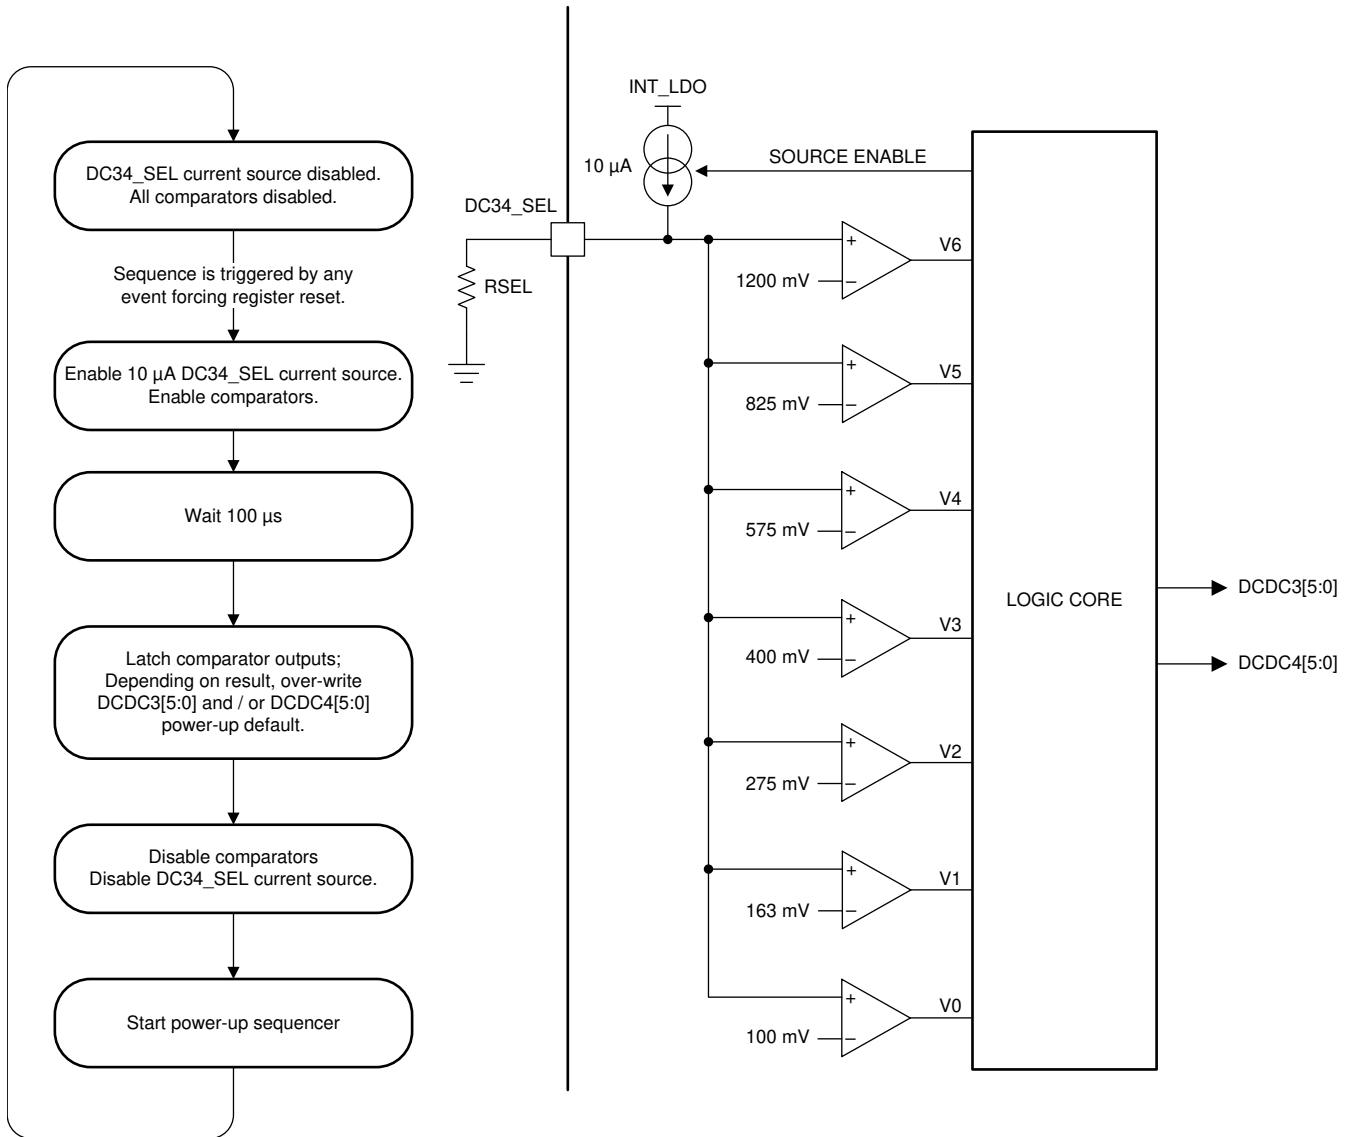 DC34_SEL current source disabled.
All comparators disabled.
Sequence is triggered by any
event forcing register reset.
Enable 10 µA DC34_SEL current source.
Enable comparators.
Wait 100 µs
Latch comparator outputs;
Depending on result, over-write
DCDC3[5:0] and / or DCDC4[5:0]
power-up default.
Disable comparators
Disable DC34_SEL current source.
Start power-up sequencer
INT_LDO
10 µA
SOURCE ENABLE
DC34_SEL
RSEL
+
1200 mV
–
V6
+
825 mV
–
V5
+
575 mV
–
V4
+
400 mV
–
V3
+
275 mV
–
V2
+
163 mV
–
V1
+
100 mV
–
V0
LOGIC CORE
DCDC3[5:0]
DCDC4[5:0]